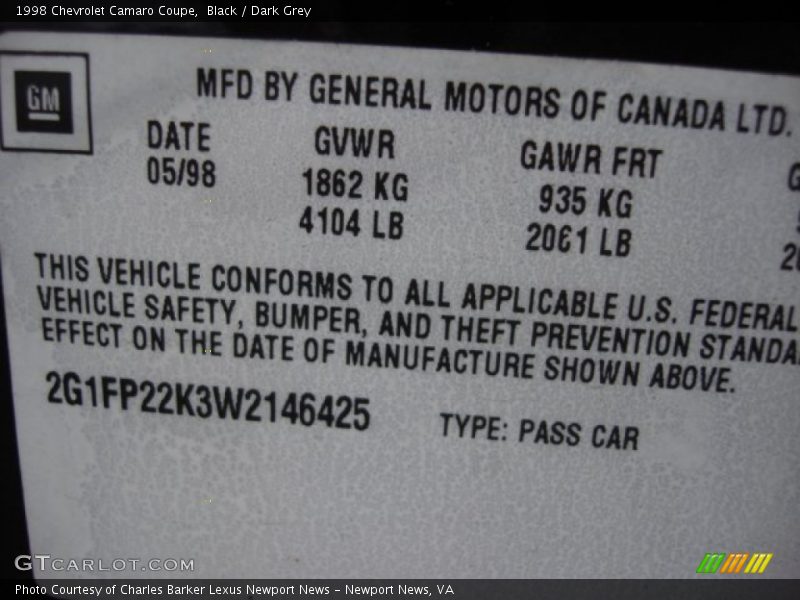 1998 Chevrolet Camaro Coupe, Black / Dark Grey
GM
MFD BY GENERAL MOTORS OF CANADA LTD.
DATE GVWR GAWR FRT
05/98 1862 KG 935 KG
4104 LB 2061 LB
THIS VEHICLE CONFORMS TO ALL APPLICABLE U.S. FEDERAL
VEHICLE SAFETY, BUMPER, AND THEFT PREVENTION
EFFECT ON THE DATE OF MANUFACTURE SHOWN ABOVE.
2G1FP22K3W2146425 TYPE: PASS CAR
GTCARLOT.COM
Photo Courtesy of Charles Barker Lexus Newport News – Newport News, VA